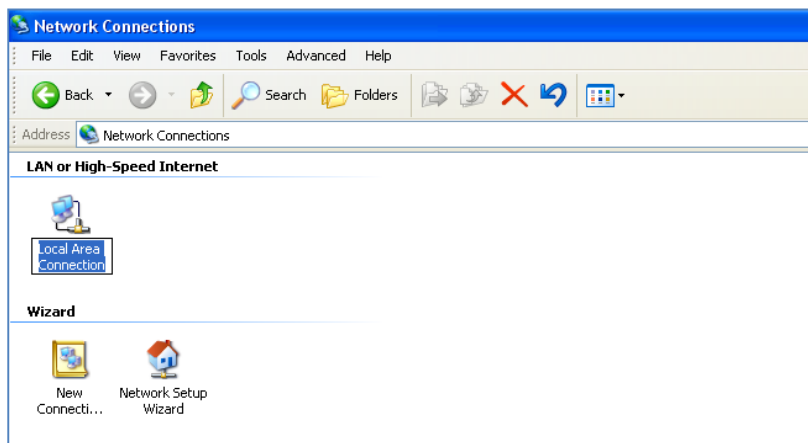 Network Connections
File Edit View Favorites Tools Advanced Help
Back Search Folders
Address Network Connections
LAN or High-Speed Internet
Local Area
Connection
Wizard
New
Connecti...
Network Setup
Wizard